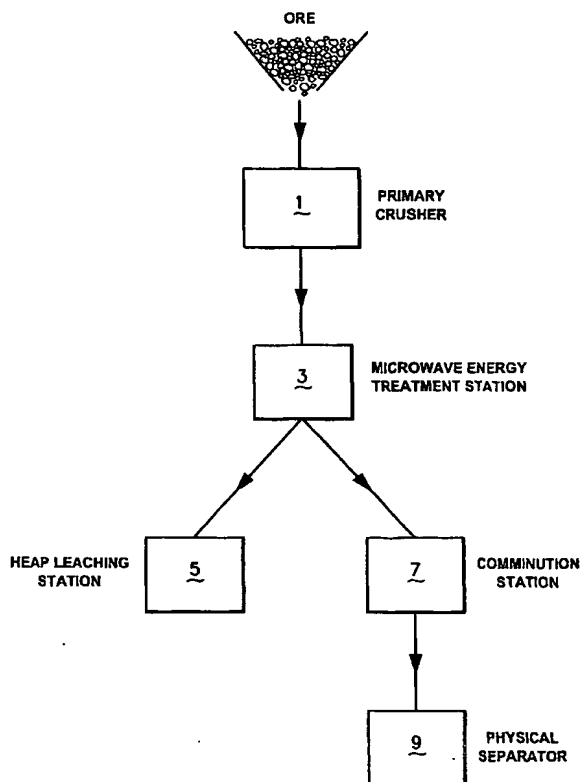 ORE
1
PRIMARY
CRUSHER
3
MICROWAVE ENERGY
TREATMENT STATION
HEAP LEACHING
STATION
5
7
COMMINUTION
STATION
9
PHYSICAL
SEPARATOR